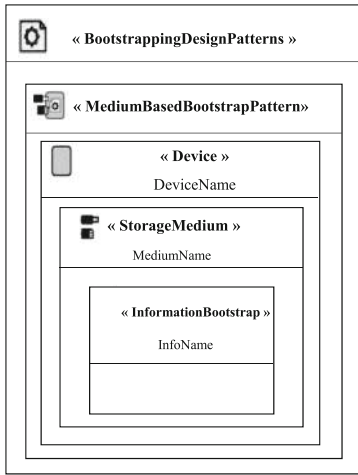 « BootstrappingDesignPatterns »
« MediumBasedBootstrapPattern»
« Device »
DeviceName
« StorageMedium »
MediumName
« InformationBootstrap »
InfoName